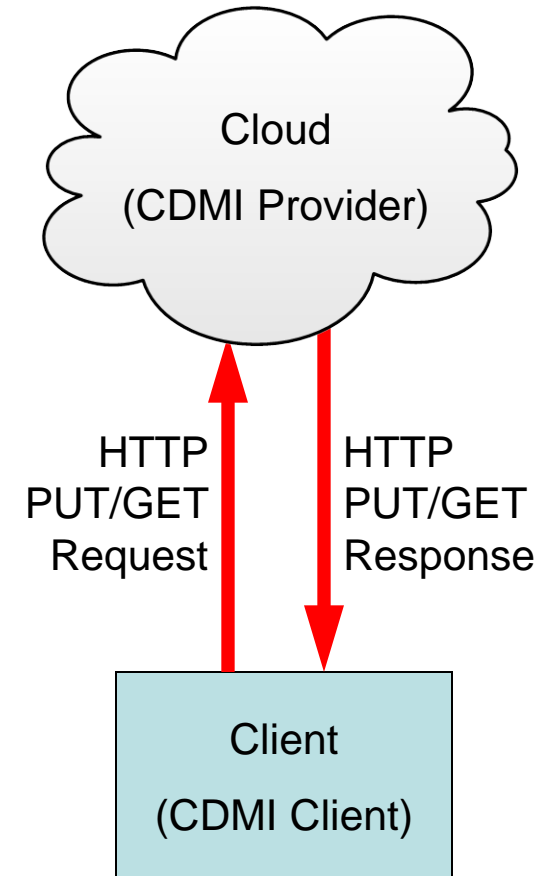 Cloud
(CDMI Provider)
HTTP
PUT/GET
Request
HTTP
PUT/GET
Response
Client
(CDMI Client)